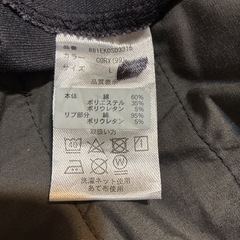 品番
カラー CORY(99)
サイズ L
品質表示
本体 綿 60%
ポリエステル 35%
ポリウレタン 5%
リブ部分 綿 95%
ポリウレタン 5%
取扱い方
40
洗濯ネット使用
あて布使用